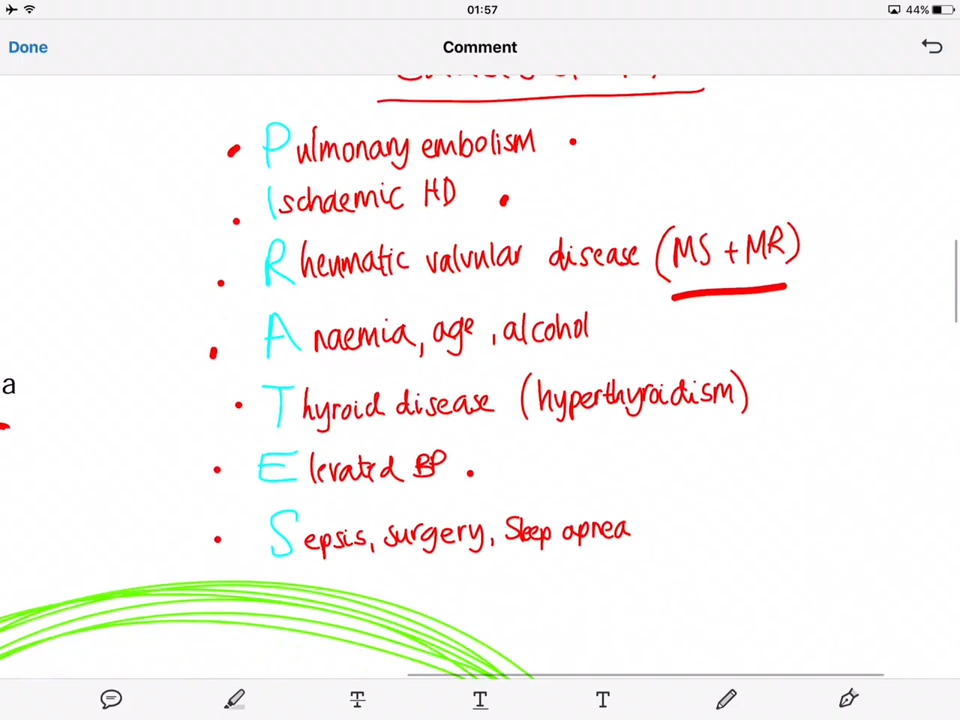 01:57
44%
Done
Comment
Pulmonary embolism
Ischaemic HD
Rheumatic valvular disease (MS + MR)
Anaemia, age, alcohol
a
Thyroid disease (hyperthyroidism)
Elevated BP
Sepsis, surgery, Sleep apnea
T
T
T